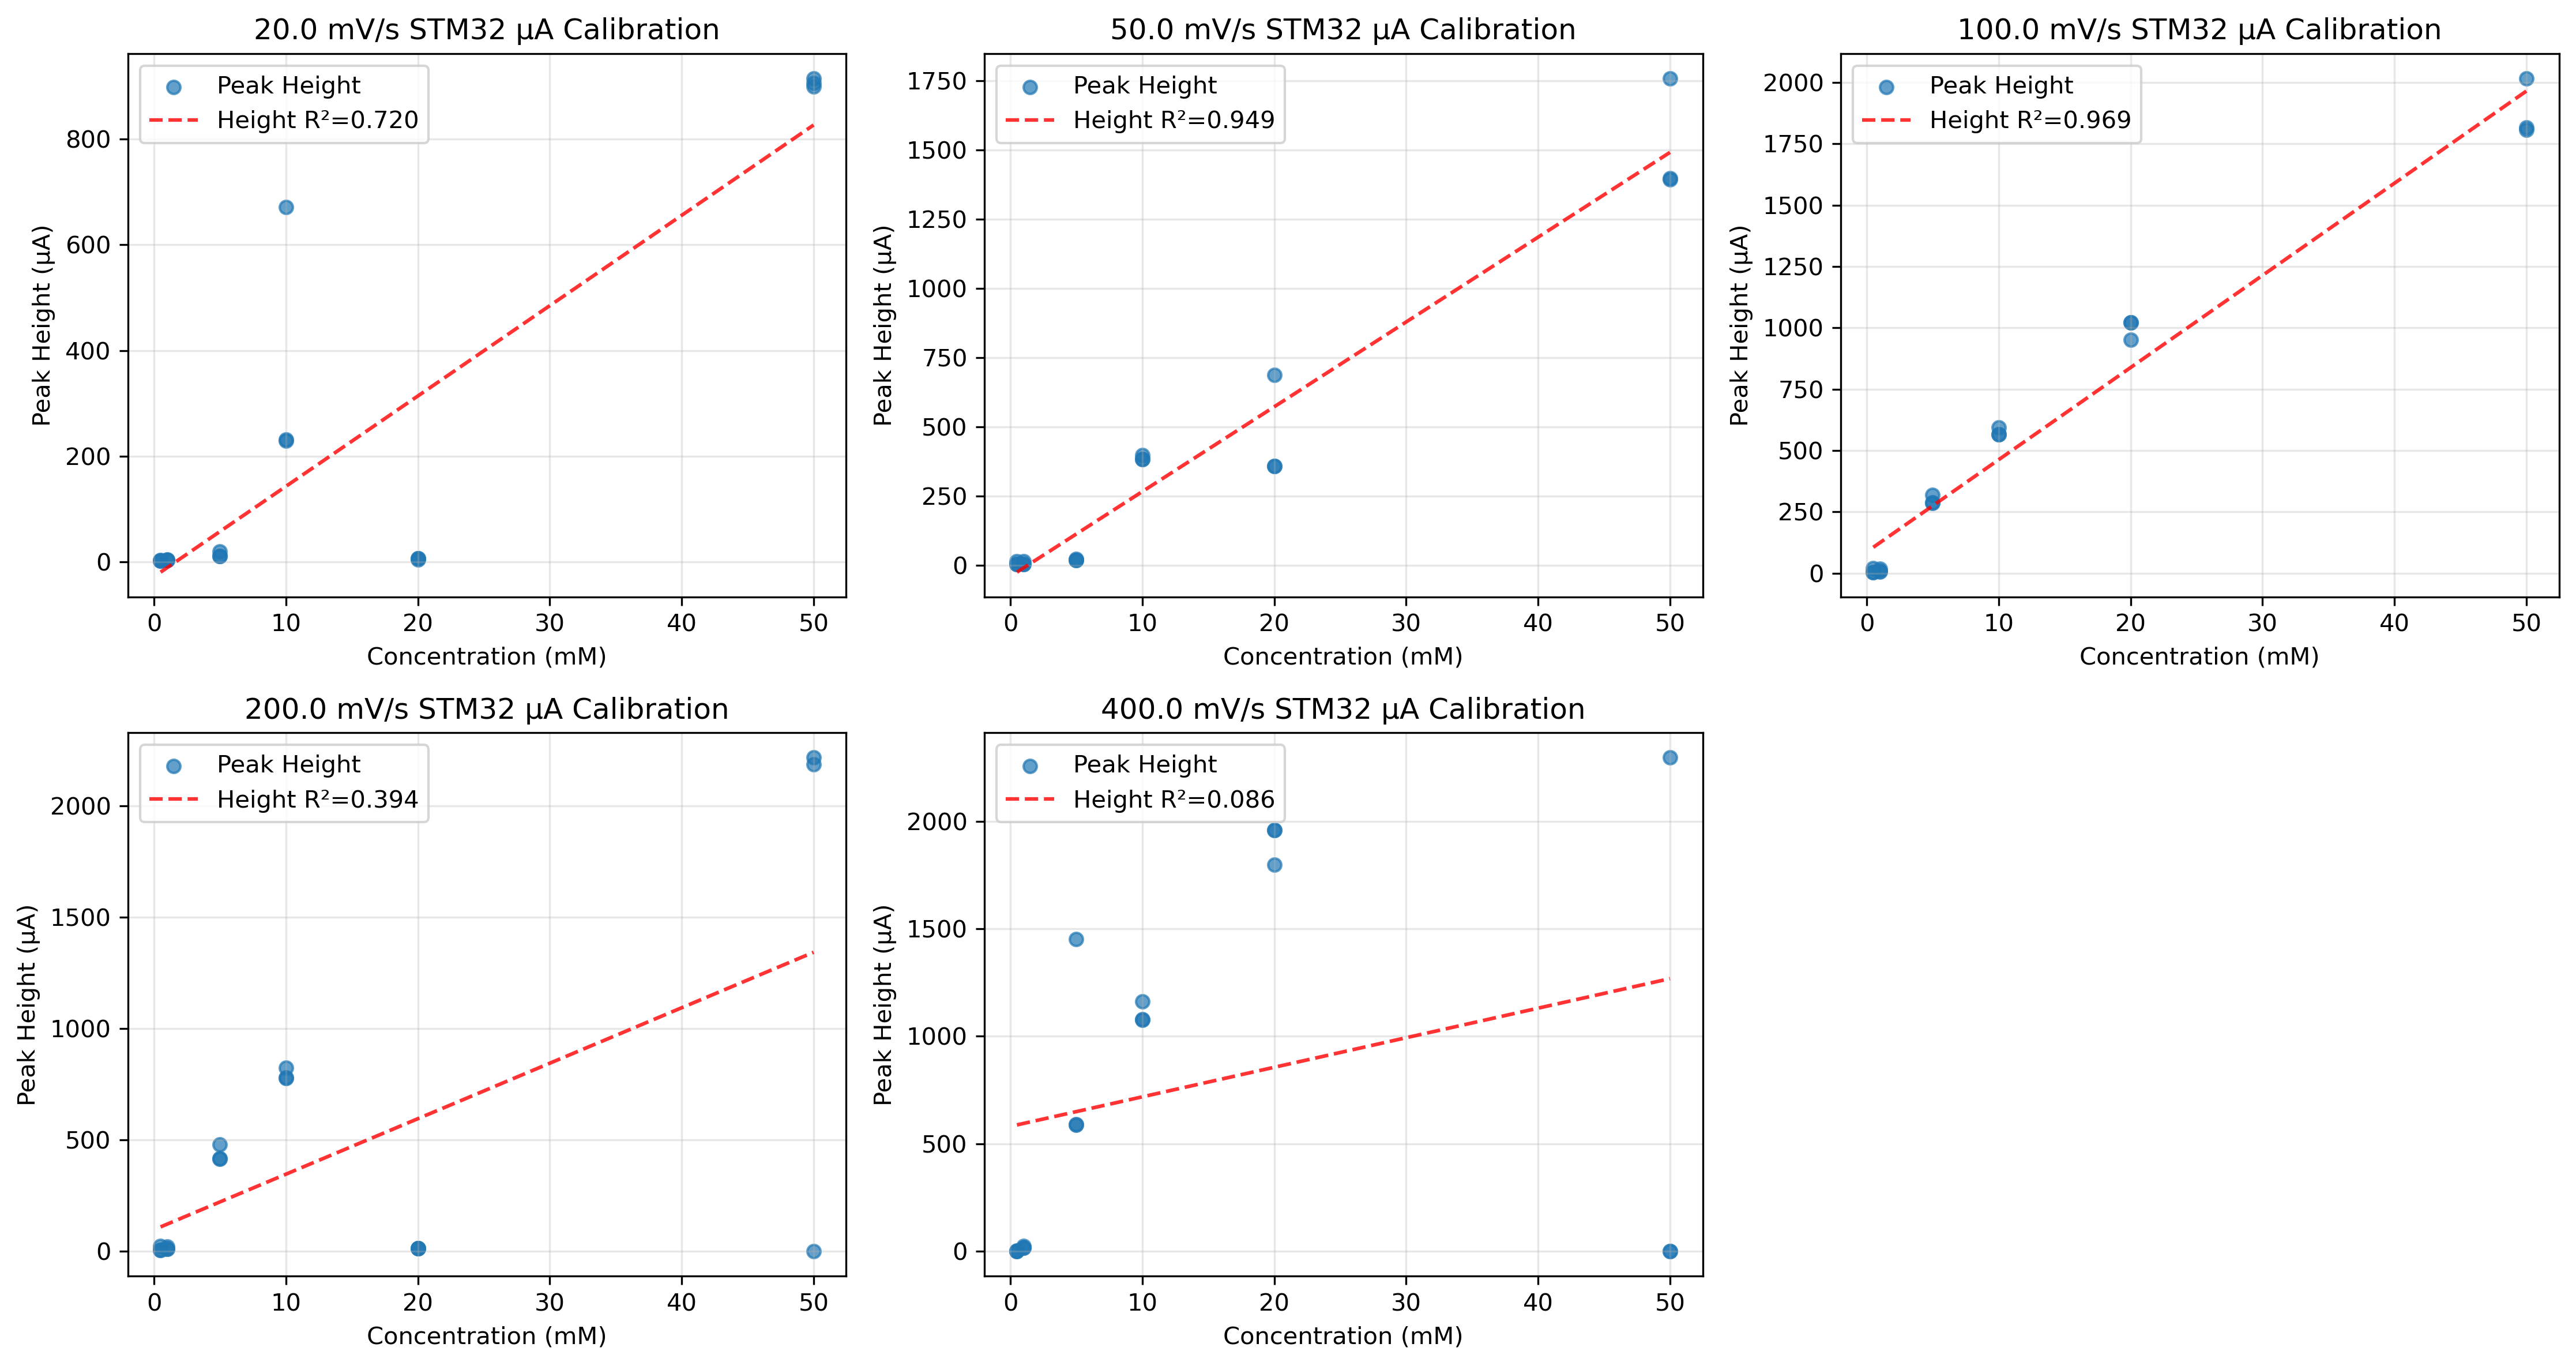 20.0 mV/s STM32 µA Calibration
Peak Height
Height R²=0.720
Peak Height (µA)
800
600
400
200
0
0 10 20 30 40 50
Concentration (mM)
50.0 mV/s STM32 µA Calibration
Peak Height
Height R²=0.949
Peak Height (µA)
1750
1500
1250
1000
750
500
250
0
0 10 20 30 40 50
Concentration (mM)
100.0 mV/s STM32 µA Calibration
Peak Height
Height R²=0.969
Peak Height (µA)
2000
1750
1500
1250
1000
750
500
250
0
0 10 20 30 40 50
Concentration (mM)
200.0 mV/s STM32 µA Calibration
Peak Height
Height R²=0.394
Peak Height (µA)
2000
1500
1000
500
0
0 10 20 30 40 50
Concentration (mM)
400.0 mV/s STM32 µA Calibration
Peak Height
Height R²=0.086
Peak Height (µA)
2000
1500
1000
500
0
0 10 20 30 40 50
Concentration (mM)